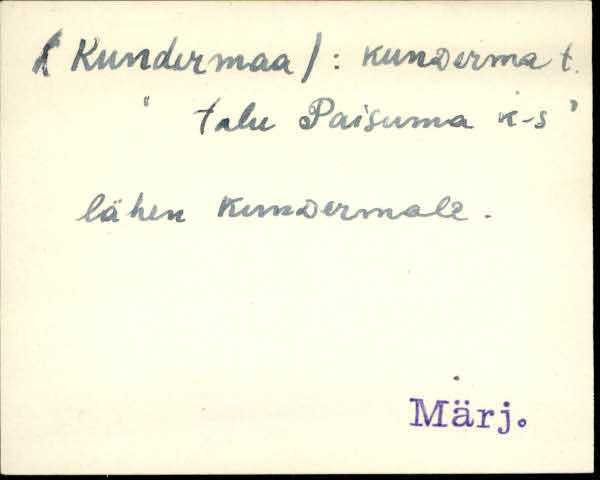 (Kundermaa): kunderma t.
" talu Paisuma k-s"
lähen kundermale.
Märj.